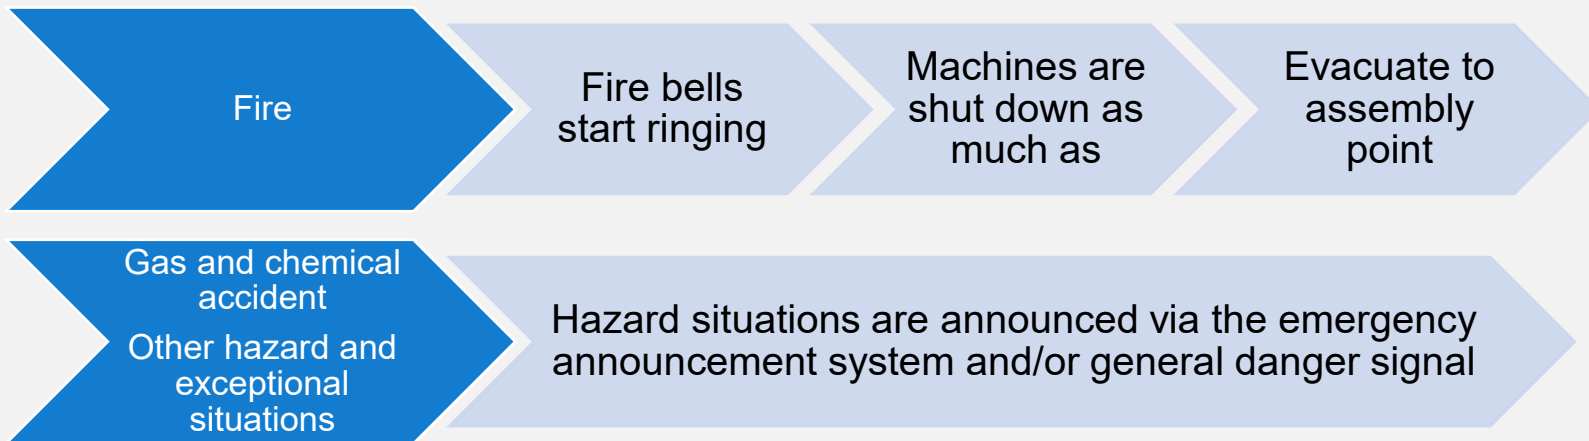 Fire
Fire bells
start ringing
Machines are
shut down as
much as
Evacuate to
assembly
point
Gas and chemical
accident
Other hazard and
exceptional
situations
Hazard situations are announced via the emergency
announcement system and/or general danger signal